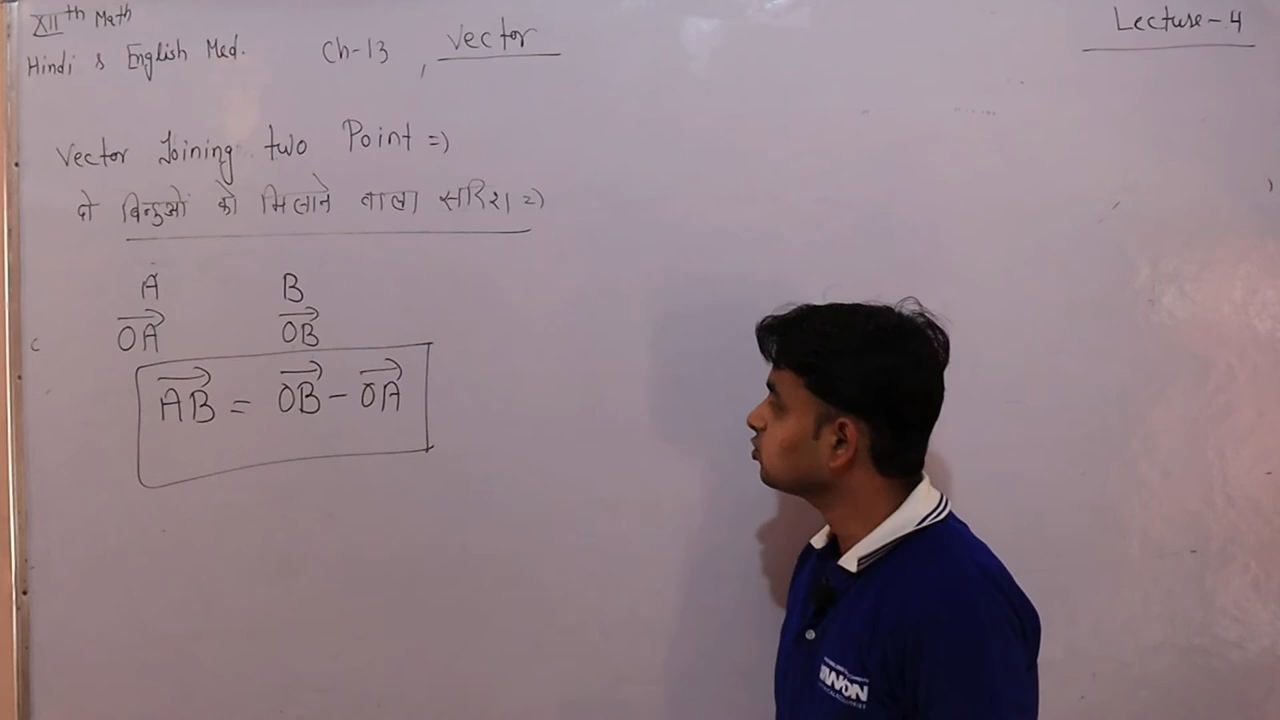 XIIth Math
Hindi & English Med. Ch-13, Vector
Lecture-4
Vector Joining two Point =)
दो बिन्दुओं को मिलाने वाला सदिश =)
A B
OA OB
AB = OB - OA
WON